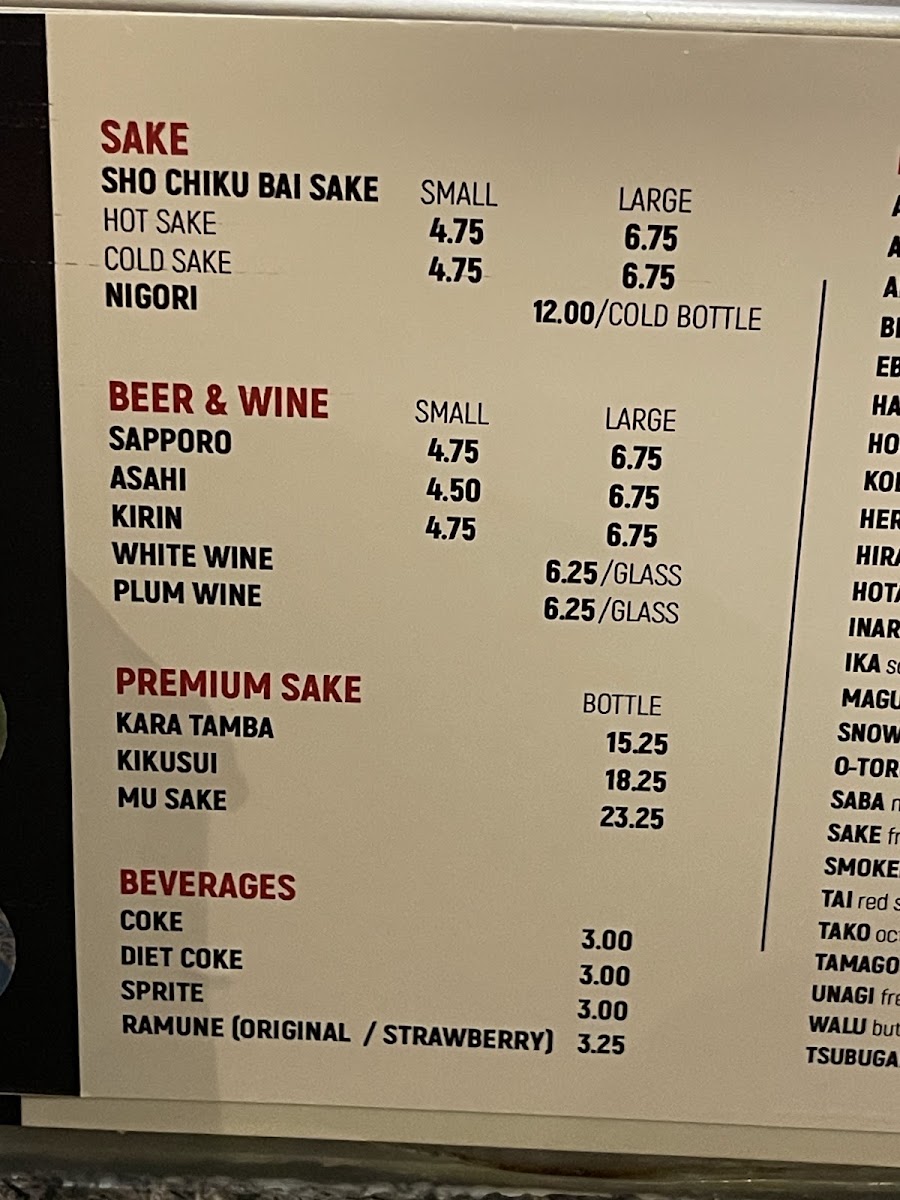 SAKE
SHO CHIKU BAI SAKE SMALL LARGE
HOT SAKE 4.75 6.75
COLD SAKE 4.75 6.75
NIGORI 12.00/COLD BOTTLE
BEER & WINE SMALL LARGE
SAPPORO 4.75 6.75
ASAHI 4.50 6.75
KIRIN 4.75 6.75
WHITE WINE 6.25/GLASS
PLUM WINE 6.25/GLASS
PREMIUM SAKE BOTTLE
KARA TAMBA 15.25
KIKUSUI 18.25
MU SAKE 23.25
BEVERAGES
COKE 3.00
DIET COKE 3.00
SPRITE 3.00
RAMUNE (ORIGINAL / STRAWBERRY) 3.25
IKA
SABA
SAKE
TAI red
TAKO
TAMAGO
UNAGI
WALU